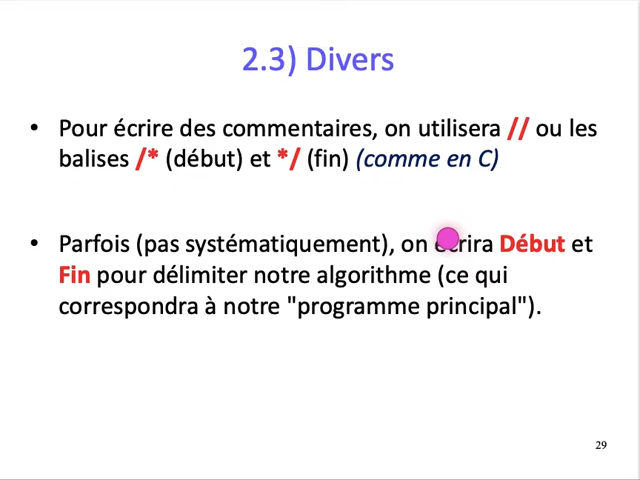 2.3) Divers
• Pour écrire des commentaires, on utilisera // ou les
balises /* (début) et */ (fin) (comme en C)
• Parfois (pas systématiquement), on écrira Début et
Fin pour délimiter notre algorithme (ce qui
correspondra à notre "programme principal").
29